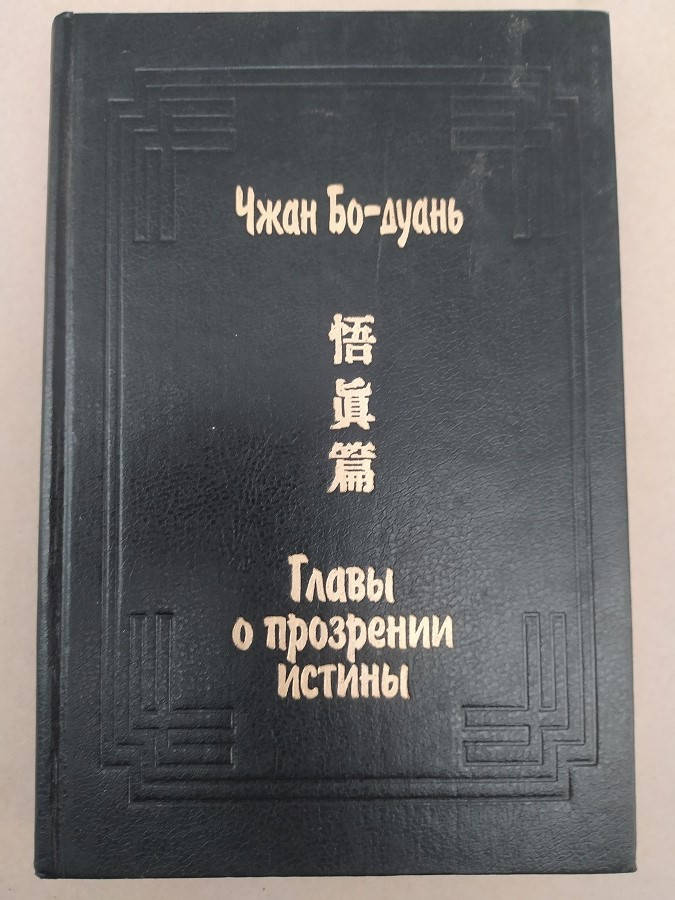 Чжан Бо-дуань
悟
眞
篇
Главы
о прозрении
истины